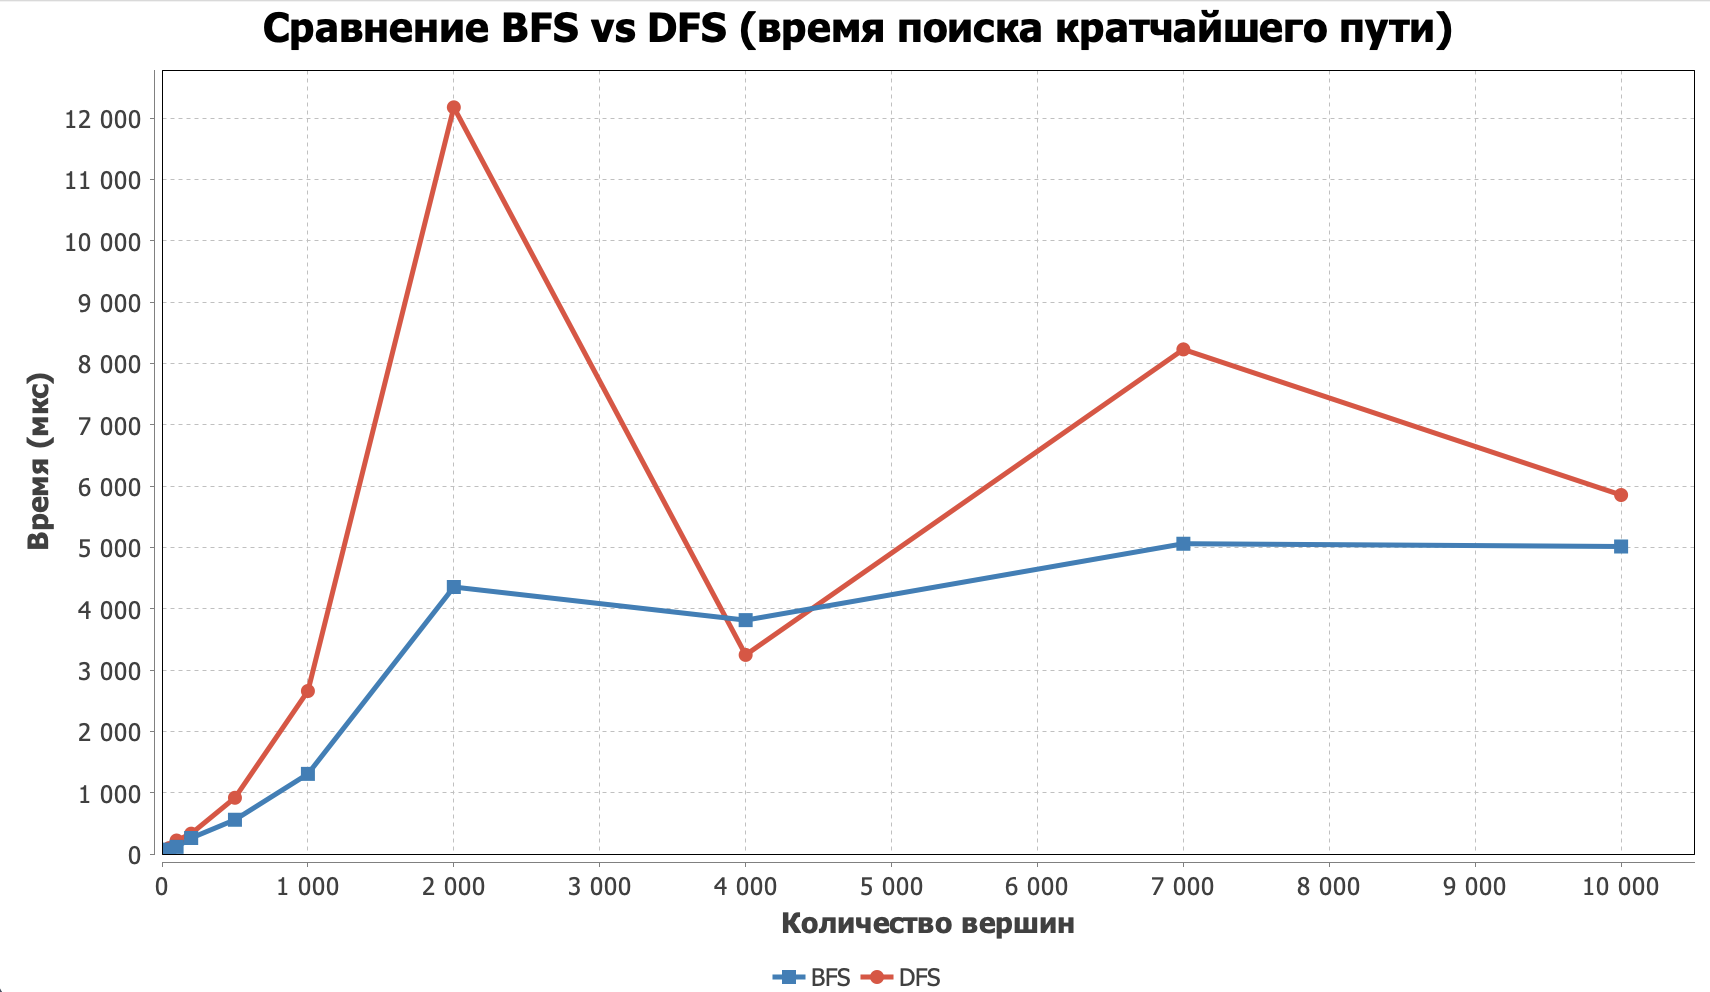 Сравнение BFS vs DFS (время поиска кратчайшего пути)
12 000
11 000
10 000
9 000
8 000
7 000
6 000
5 000
4 000
3 000
2 000
1 000
0
Время (мкс)
0 1 000 2 000 3 000 4 000 5 000 6 000 7 000 8 000 9 000 10 000
Количество вершин
BFS DFS